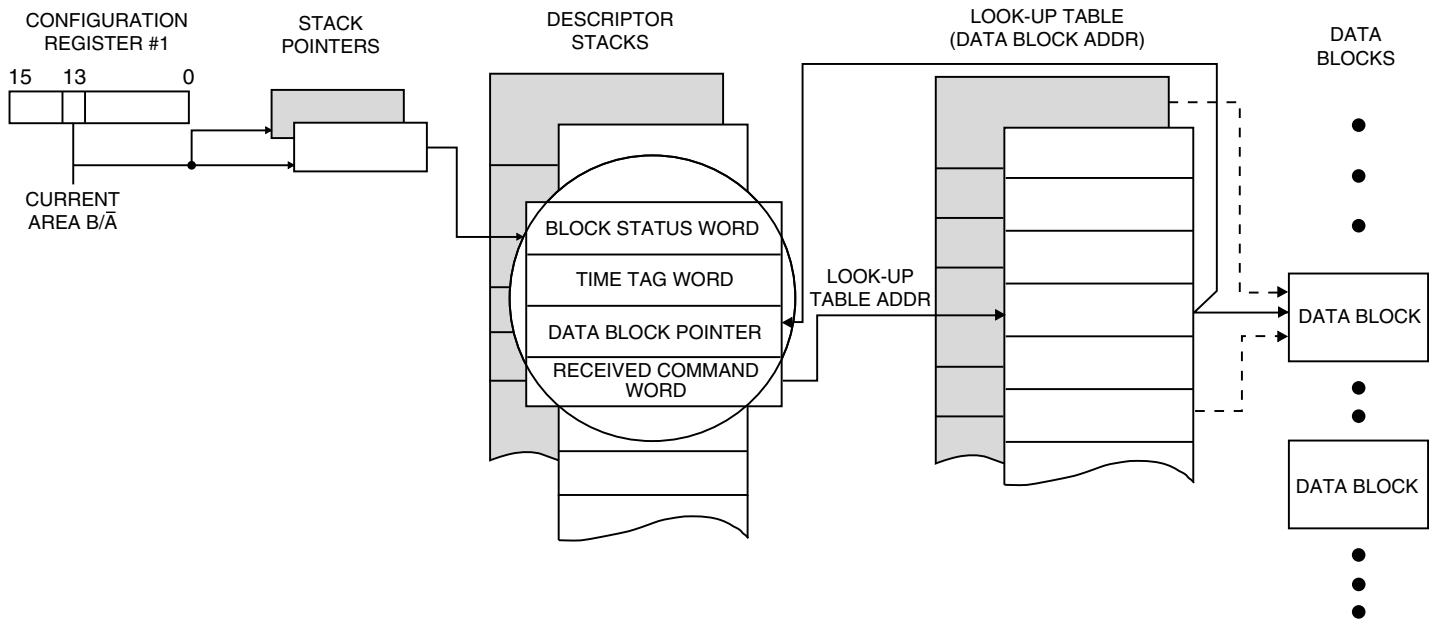 CONFIGURATION
REGISTER #1
15 13 0
CURRENT
AREA B/A̅
STACK
POINTERS
DESCRIPTOR
STACKS
BLOCK STATUS WORD
TIME TAG WORD
DATA BLOCK POINTER
RECEIVED COMMAND
WORD
LOOK-UP
TABLE ADDR
LOOK-UP TABLE
(DATA BLOCK ADDR)
DATA
BLOCKS
DATA BLOCK
DATA BLOCK